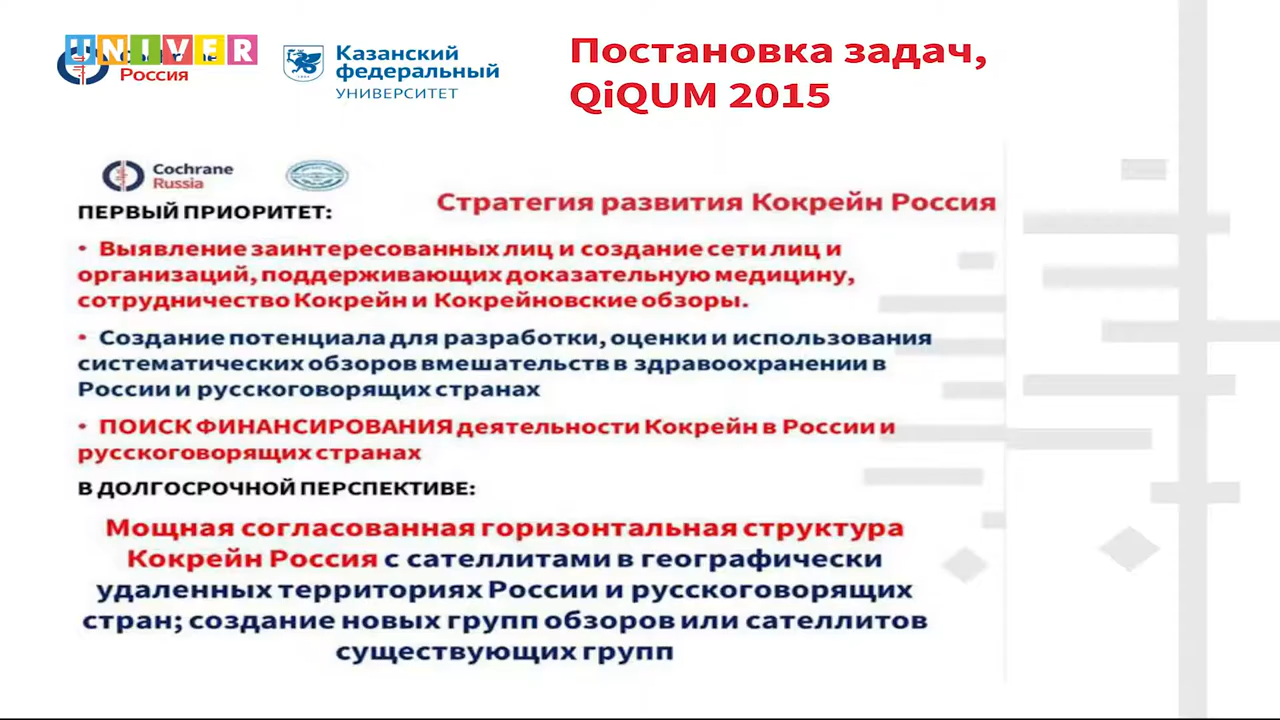 UNIVER
Россия
Казанский
федеральный
УНИВЕРСИТЕТ
Постановка задач,
QiQUM 2015
Cochrane
Russia
Стратегия развития Кокрейн Россия
ПЕРВЫЙ ПРИОРИТЕТ:
• Выявление заинтересованных лиц и создание сети лиц и
организаций, поддерживающих доказательную медицину,
сотрудничество Кокрейн и Кокрейновские обзоры.
• Создание потенциала для разработки, оценки и использования
систематических обзоров вмешательств в здравоохранении в
России и русскоговорящих странах
• ПОИСК ФИНАНСИРОВАНИЯ деятельности Кокрейн в России и
русскоговорящих странах
В ДОЛГОСРОЧНОЙ ПЕРСПЕКТИВЕ:
Мощная согласованная горизонтальная структура
Кокрейн Россия с сателлитами в географически
удаленных территориях России и русскоговорящих
стран; создание новых групп обзоров или сателлитов
существующих групп